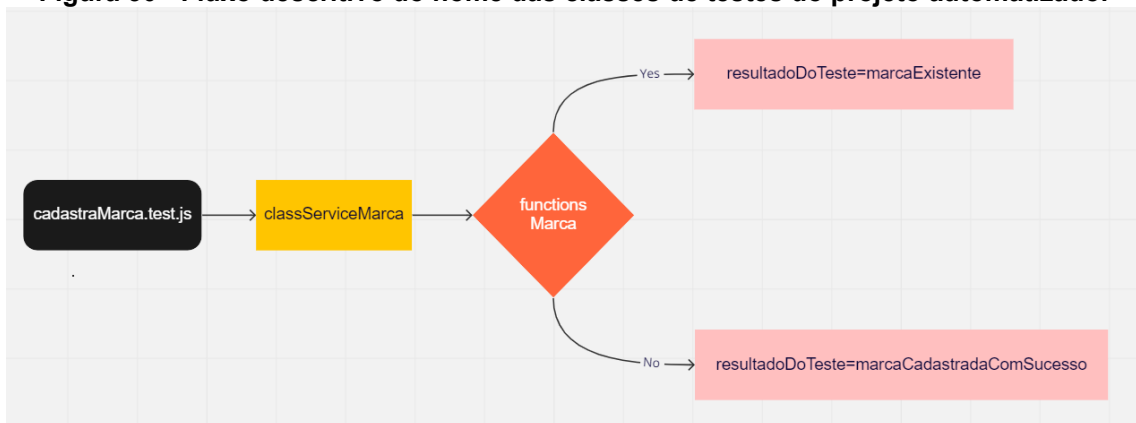 Yes
resultadoDoTeste=marcaExistente
cadastraMarca.test.js
classServiceMarca
functions
Marca
No
resultadoDoTeste=marcaCadastradaComSucesso